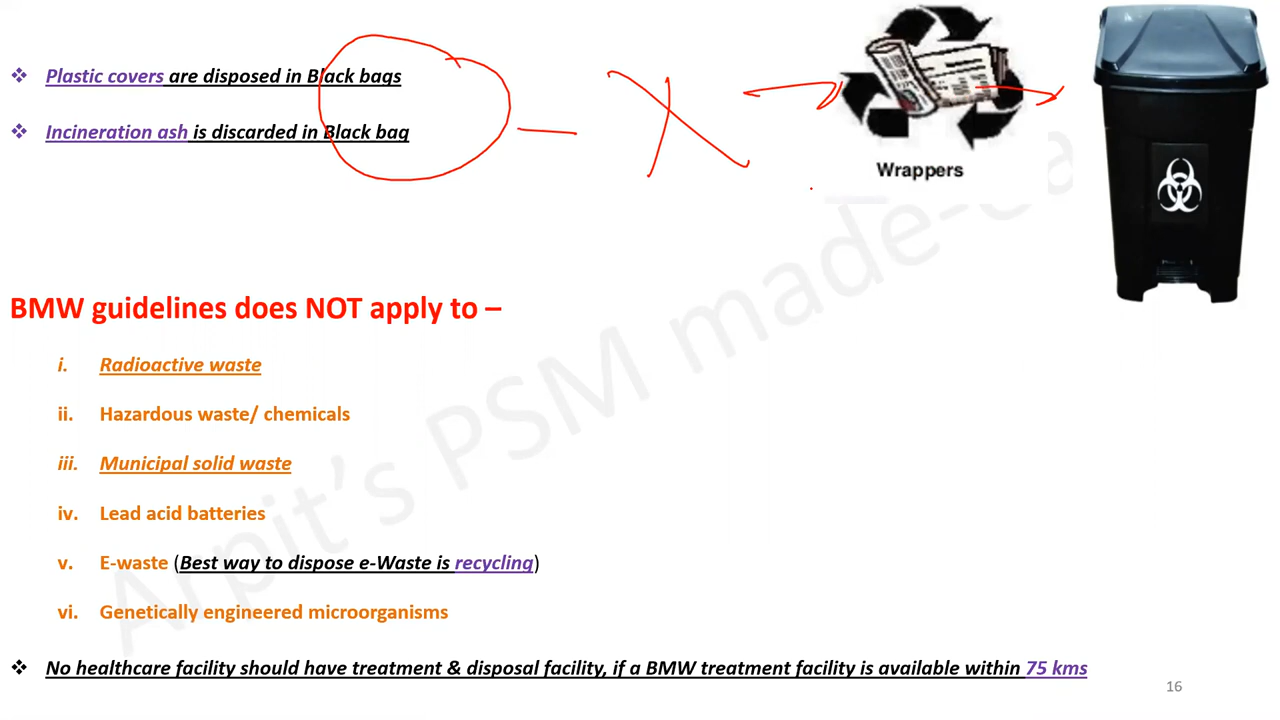 ❖ Plastic covers are disposed in Black bags
❖ Incineration ash is discarded in Black bag
Wrappers
BMW guidelines does NOT apply to –
i. Radioactive waste
ii. Hazardous waste/ chemicals
iii. Municipal solid waste
iv. Lead acid batteries
v. E-waste (Best way to dispose e-Waste is recycling)
vi. Genetically engineered microorganisms
❖ No healthcare facility should have treatment & disposal facility, if a BMW treatment facility is available within 75 kms
16
Arpit's PSM made-